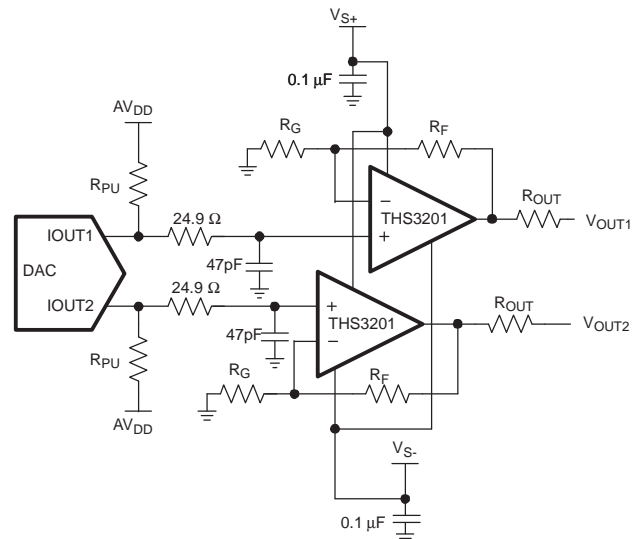 VS+
0.1 µF
AVDD
RG
RF
RPU
24.9 Ω
IOUT1
THS3201
−
+
ROUT
VOUT1
DAC
47pF
24.9 Ω
IOUT2
+
THS3201
−
ROUT
VOUT2
47pF
RPU
RG
RF
AVDD
VS-
0.1 µF